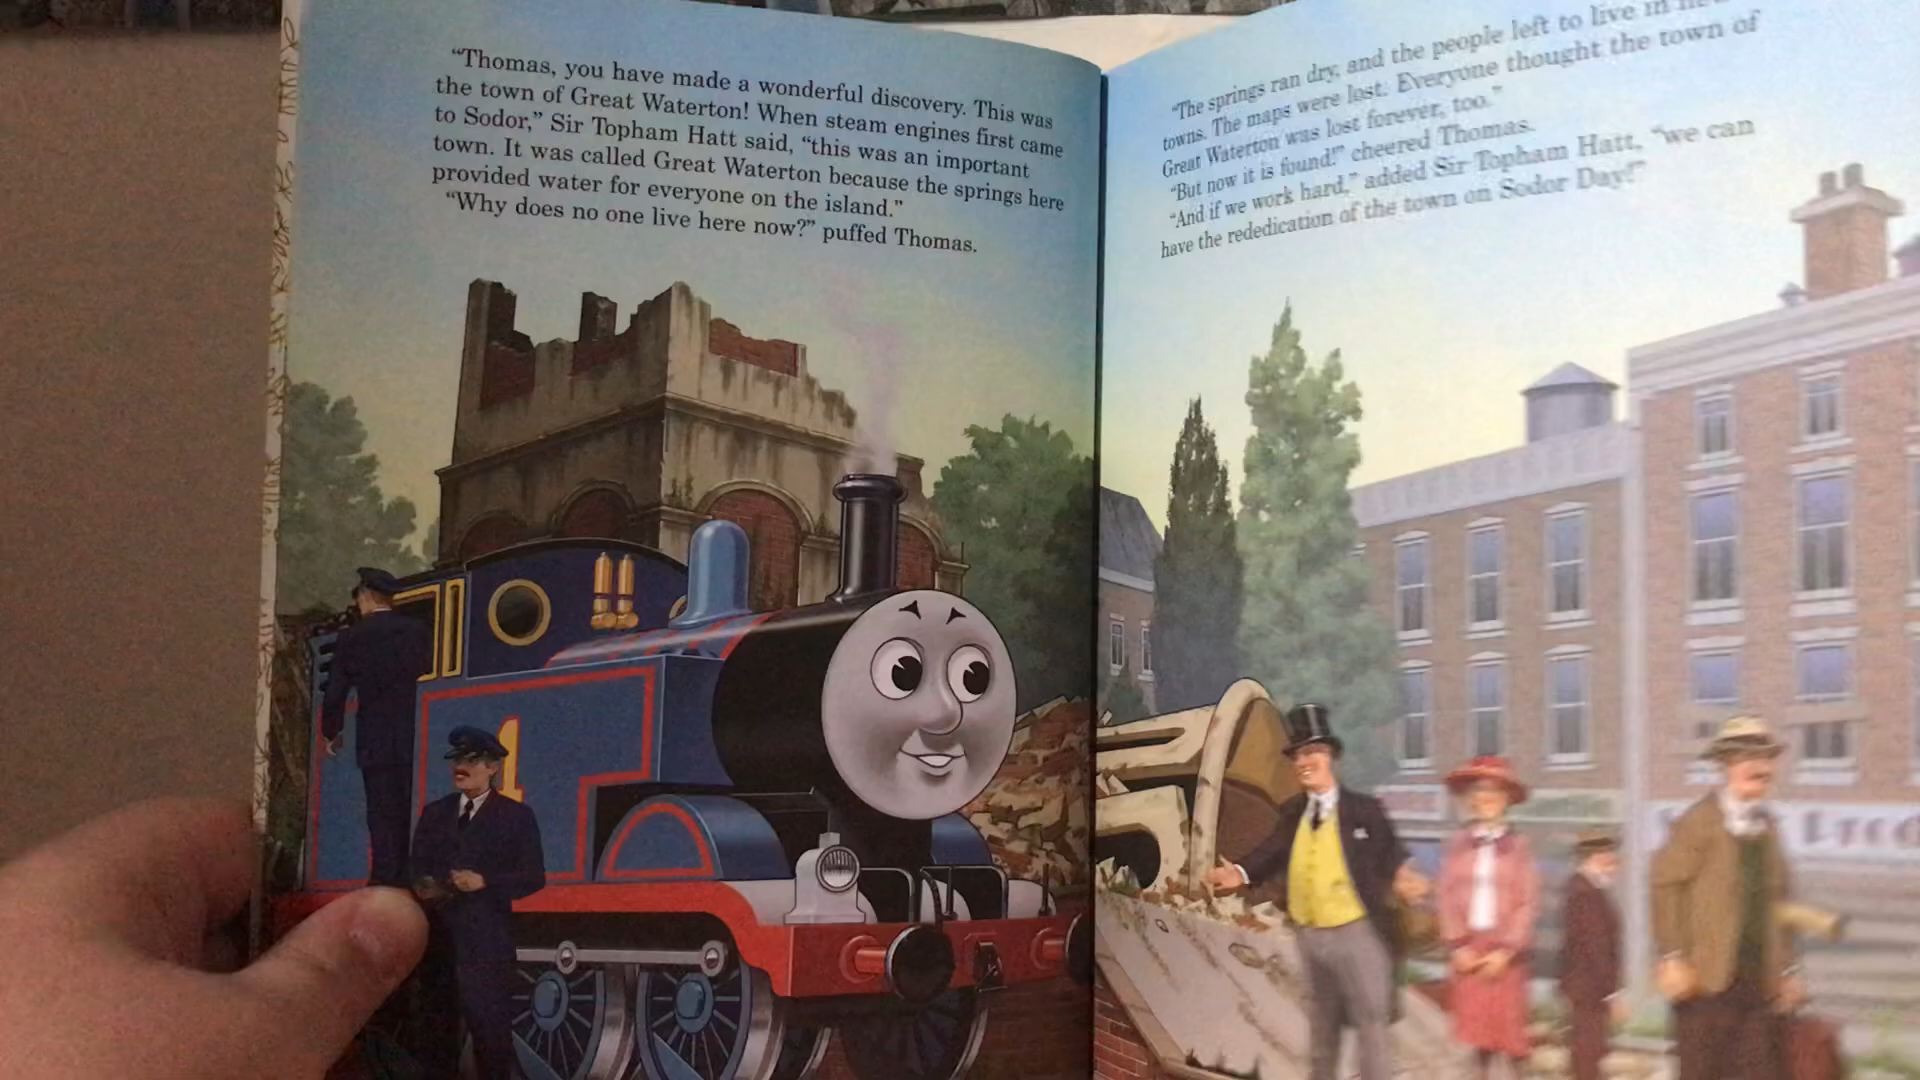 “Thomas, you have made a wonderful discovery. This was
the town of Great Waterton! When steam engines first came
to Sodor,” Sir Topham Hatt said, “this was an important
town. It was called Great Waterton because the springs here
provided water for everyone on the island.”
“Why does no one live here now?” puffed Thomas.
1
“The springs ran dry, and the people left to live in
towns. The maps were lost. Everyone thought the town of
Great Waterton was lost forever, too.”
“But now it is found!” cheered Thomas.
“And if we work hard,” added Sir Topham Hatt, “we can
have the rededication of the town on Sodor Day!”